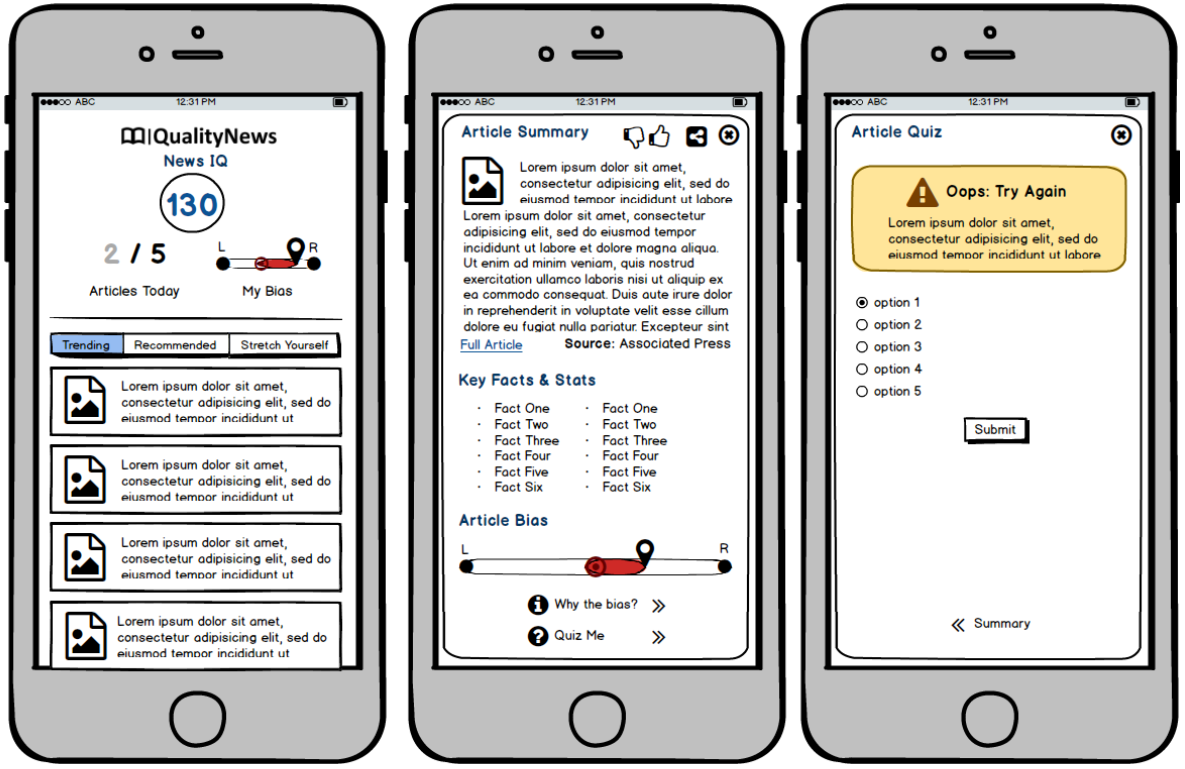 ABC 12:31 PM
QualityNews
News IQ
130
2 / 5
L R
Articles Today My Bias
Trending Recommended Stretch Yourself
Lorem ipsum dolor sit amet,
consectetur adipisicing elit, sed do
eiusmod tempor incididunt ut
Lorem ipsum dolor sit amet,
consectetur adipisicing elit, sed do
eiusmod tempor incididunt ut
Lorem ipsum dolor sit amet,
consectetur adipisicing elit, sed do
eiusmod tempor incididunt ut
Lorem ipsum dolor sit amet,
consectetur adipisicing elit, sed do
eiusmod tempor incididunt ut
ABC 12:31 PM
Article Summary
Lorem ipsum dolor sit amet,
consectetur adipisicing elit, sed do
eiusmod tempor incididunt ut labore
Lorem ipsum dolor sit amet, consectetur
adipisicing elit, sed do eiusmod tempor
incididunt ut labore et dolore magna aliqua.
Ut enim ad minim veniam, quis nostrud
exercitation ullamco laboris nisi ut aliquip ex
ea commodo consequat. Duis aute irure dolor
in reprehenderit in voluptate velit esse cillum
dolore eu fugiat nulla pariatur. Excepteur sint
Full Article Source: Associated Press
Key Facts & Stats
· Fact One · Fact One
· Fact Two · Fact Two
· Fact Three · Fact Three
· Fact Four · Fact Four
· Fact Five · Fact Five
· Fact Six · Fact Six
Article Bias
L R
Why the bias?
Quiz Me
ABC 12:31 PM
Article Quiz
Oops: Try Again
Lorem ipsum dolor sit amet,
consectetur adipisicing elit, sed do
eiusmod tempor incididunt ut labore
option 1
option 2
option 3
option 4
option 5
Submit
Summary